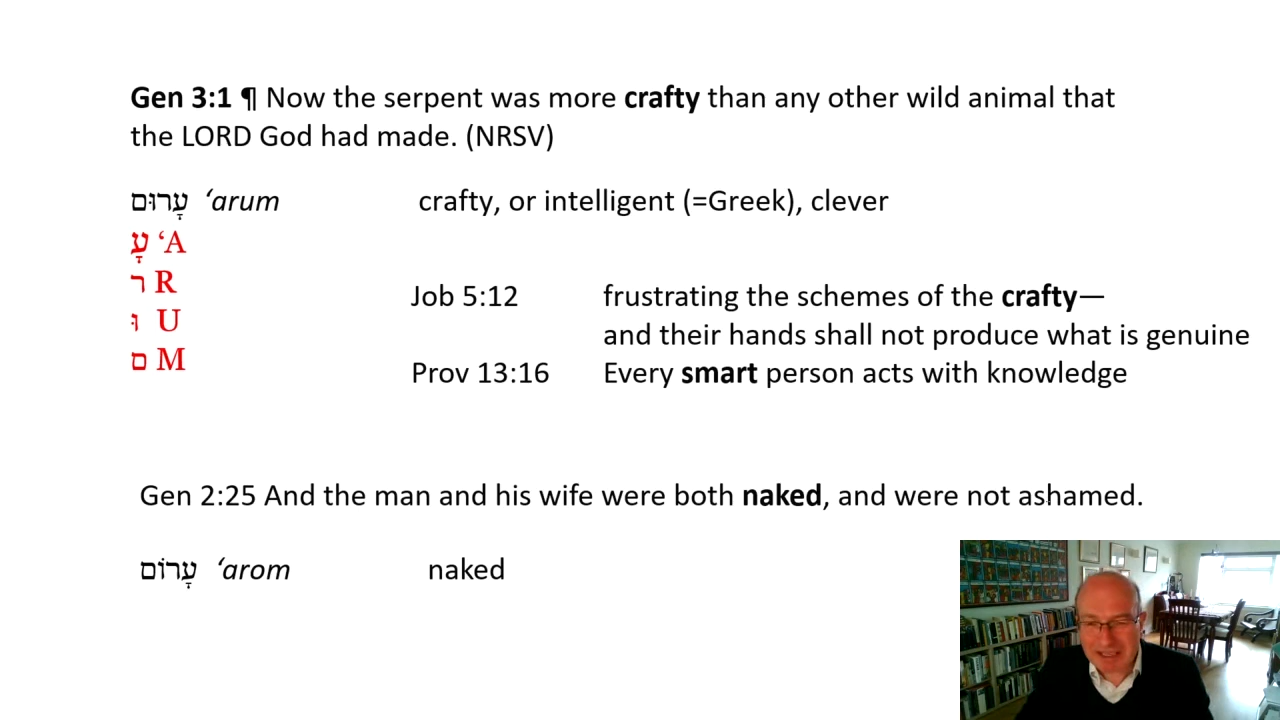 Gen 3:1 ¶ Now the serpent was more crafty than any other wild animal that
the LORD God had made. (NRSV)
עָרוּם ‘arum crafty, or intelligent (=Greek), clever
עָ ‘A
ר R
וּ U
ם M
Job 5:12 frustrating the schemes of the crafty—
and their hands shall not produce what is genuine
Prov 13:16 Every smart person acts with knowledge
Gen 2:25 And the man and his wife were both naked, and were not ashamed.
עָרוֹם ‘arom naked